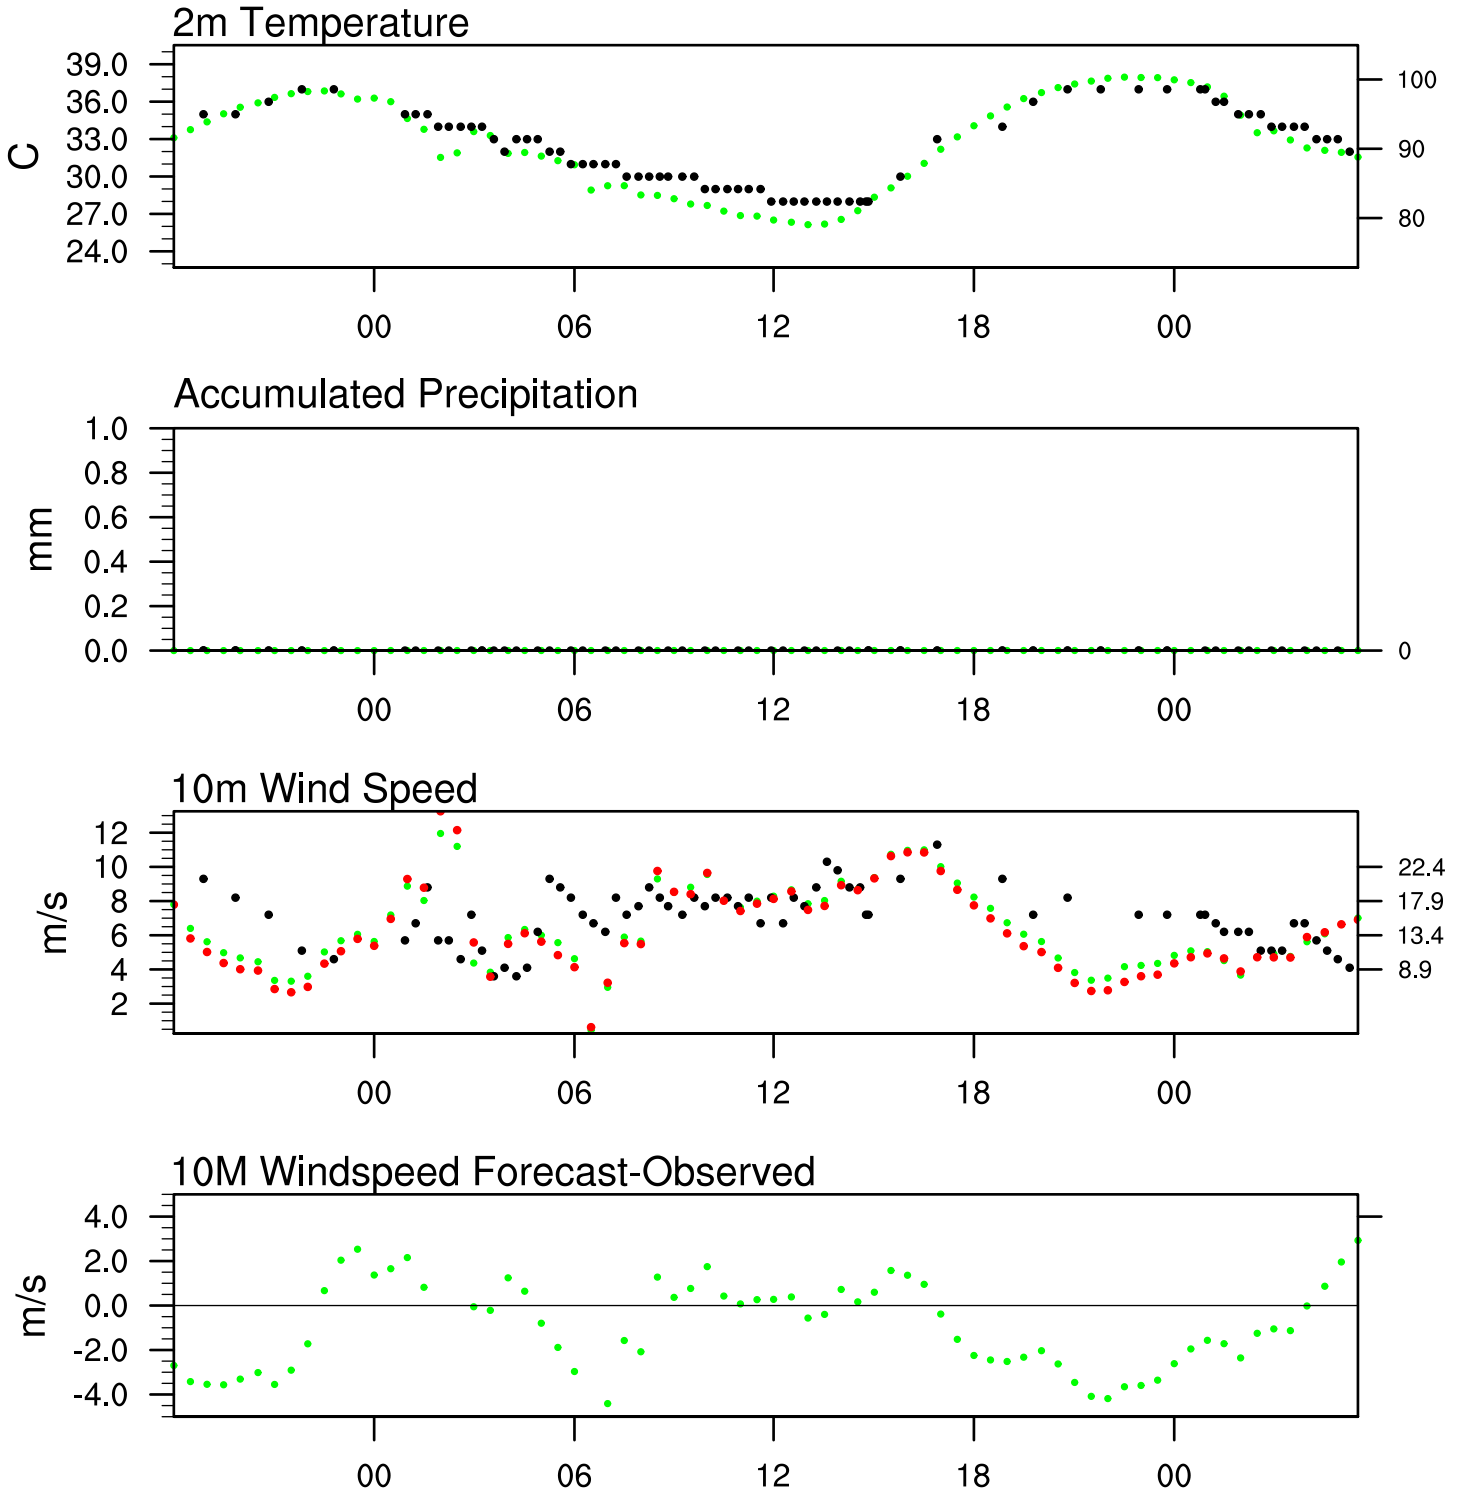 2m Temperature
39.0
36.0
33.0
30.0
27.0
24.0
C
100
90
80
00 06 12 18 00
Accumulated Precipitation
1.0
0.8
0.6
0.4
0.2
0.0
mm
0
00 06 12 18 00
10m Wind Speed
12
10
8
6
4
2
m/s
22.4
17.9
13.4
8.9
00 06 12 18 00
10M Windspeed Forecast-Observed
4.0
2.0
0.0
-2.0
-4.0
m/s
00 06 12 18 00